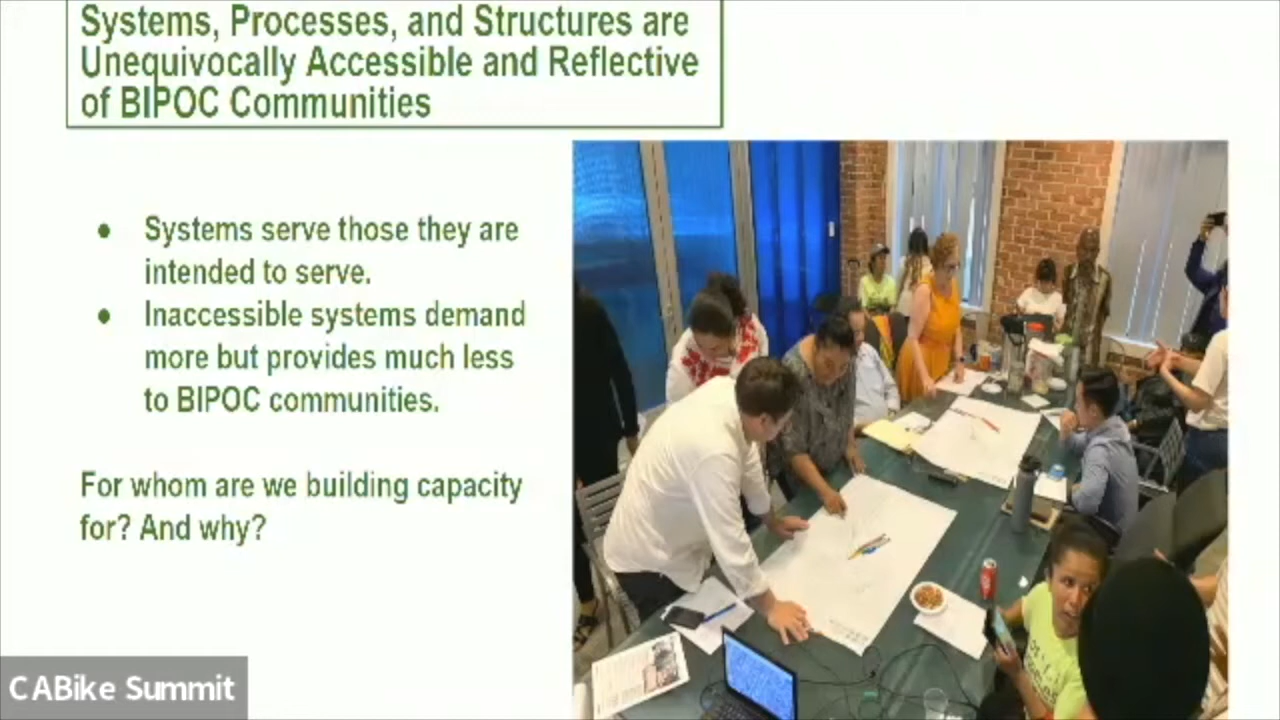 Systems, Processes, and Structures are
Unequivocally Accessible and Reflective
of BIPOC Communities
● Systems serve those they are
intended to serve.
● Inaccessible systems demand
more but provides much less
to BIPOC communities.
For whom are we building capacity
for? And why?
CABike Summit